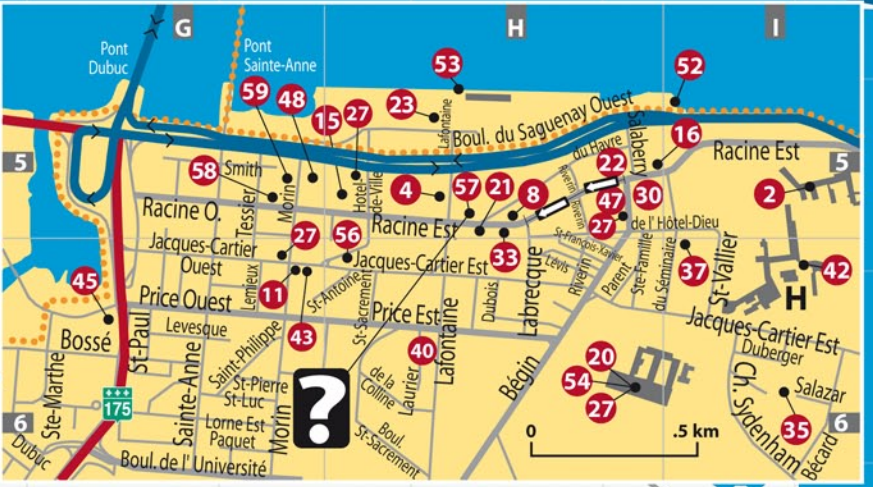 G
H
I
Pont
Dubuc
Pont
Sainte-Anne
53
52
59
48
15
27
23
Lafontaine
Boul. du Saguenay Ouest
Salaberry
16
du Havre
Racine Est
5
5
58
Smith
Morin
Hôtel-
de-Ville
4
57
21
8
Riverin
Riverin
22
47
27
30
2
Racine O.
Tessier
Racine Est
de l' Hôtel-Dieu
27
56
33
St-François-Xavier
Jacques-Cartier
Ouest
Jacques-Cartier Est
Lévis
Riverin
Parent
Ste-Famille
du Séminaire
37
St-Vallier
42
H
45
Lemieux
11
43
St-Antoine
St-Sacrement
Dubois
Labrecque
Price Ouest
Price Est
Jacques-Cartier Est
Bossé
St-Paul
Levesque
Saint-Philippe
40
Lafontaine
Duberger
Ste-Marthe
175
Sainte-Anne
St-Pierre
St-Luc
Morin
?
de la
Colline
Laurier
Bégin
20
54
27
Ch. Sydenham
Salazar
35
6
6
Lorne Est
Paquet
Boul.
St-Sacrement
0
.5 km
Bécard
Dubuc
Boul. de l' Université